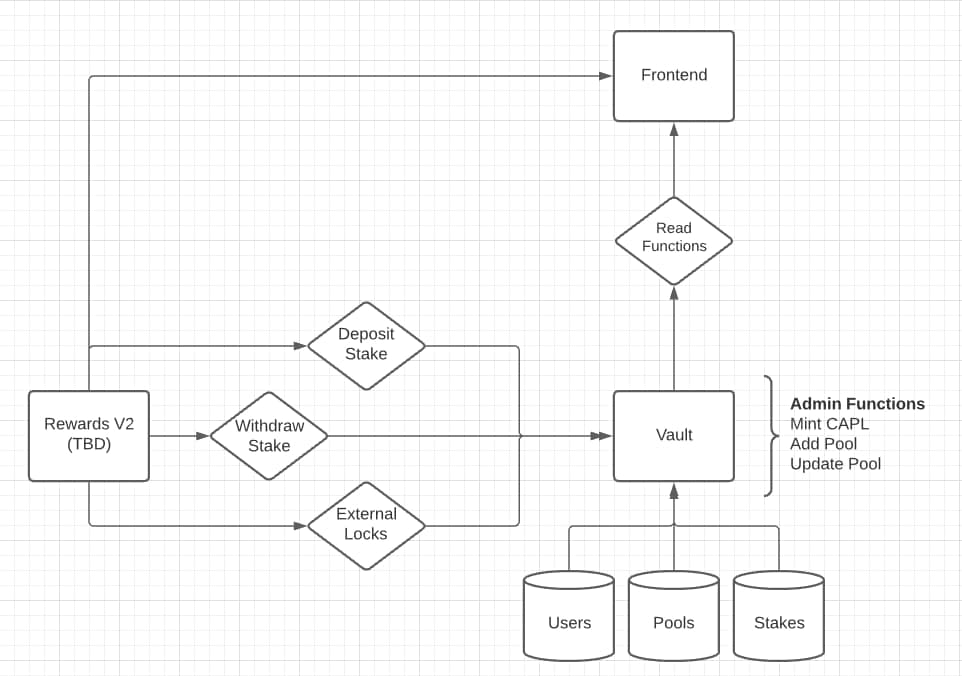 Frontend
Read
Functions
Deposit
Stake
Rewards V2
(TBD)
Withdraw
Stake
Vault
Admin Functions
Mint CAPL
Add Pool
Update Pool
External
Locks
Users
Pools
Stakes